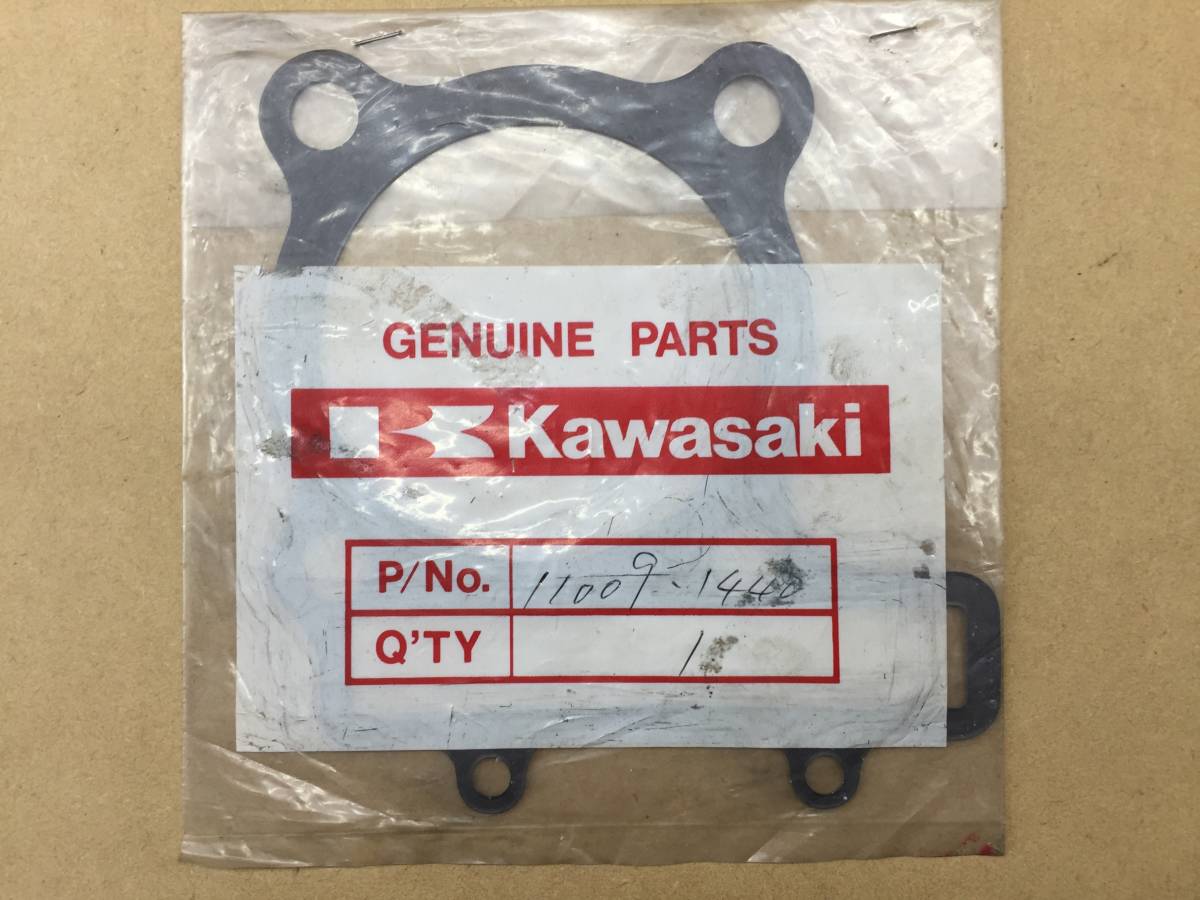 GENUINE PARTS
Kawasaki
P/No. 11009-1440
Q'TY 1